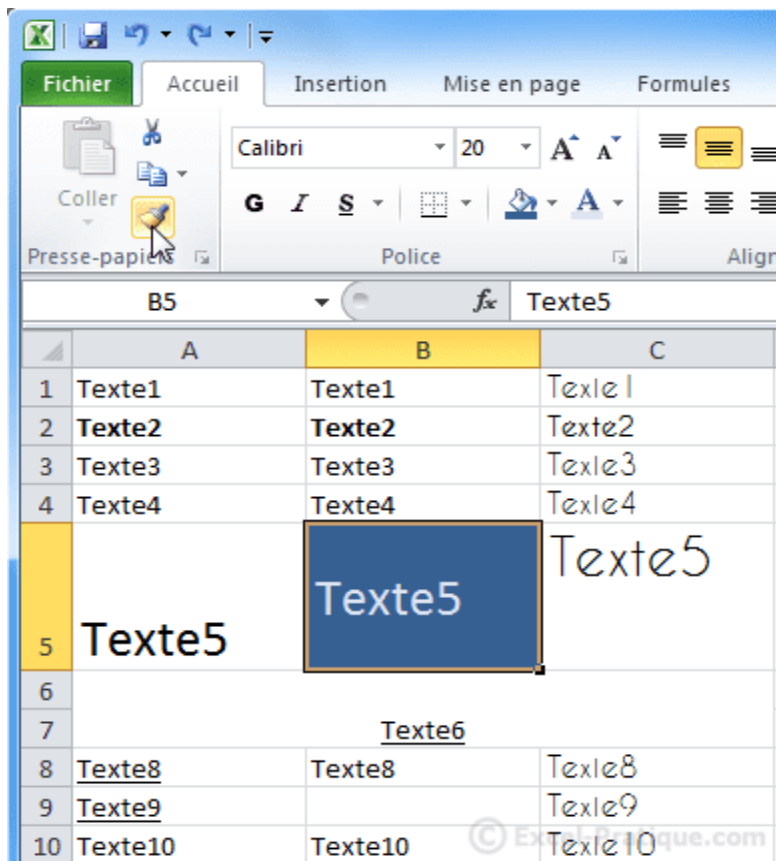 Fichier Accueil Insertion Mise en page Formules
Calibri 20 A A
Coller
G I S A
Presse-papiers Police Align
B5 fx Texte5
A B C
1 Texte1 Texte1 Texte1
2 Texte2 Texte2 Texte2
3 Texte3 Texte3 Texte3
4 Texte4 Texte4 Texte4
5 Texte5 Texte5 Texte5
6
7 Texte6
8 Texte8 Texte8 Texte8
9 Texte9 Texte9
10 Texte10 Texte10 Texte10
© Excel-Pratique.com